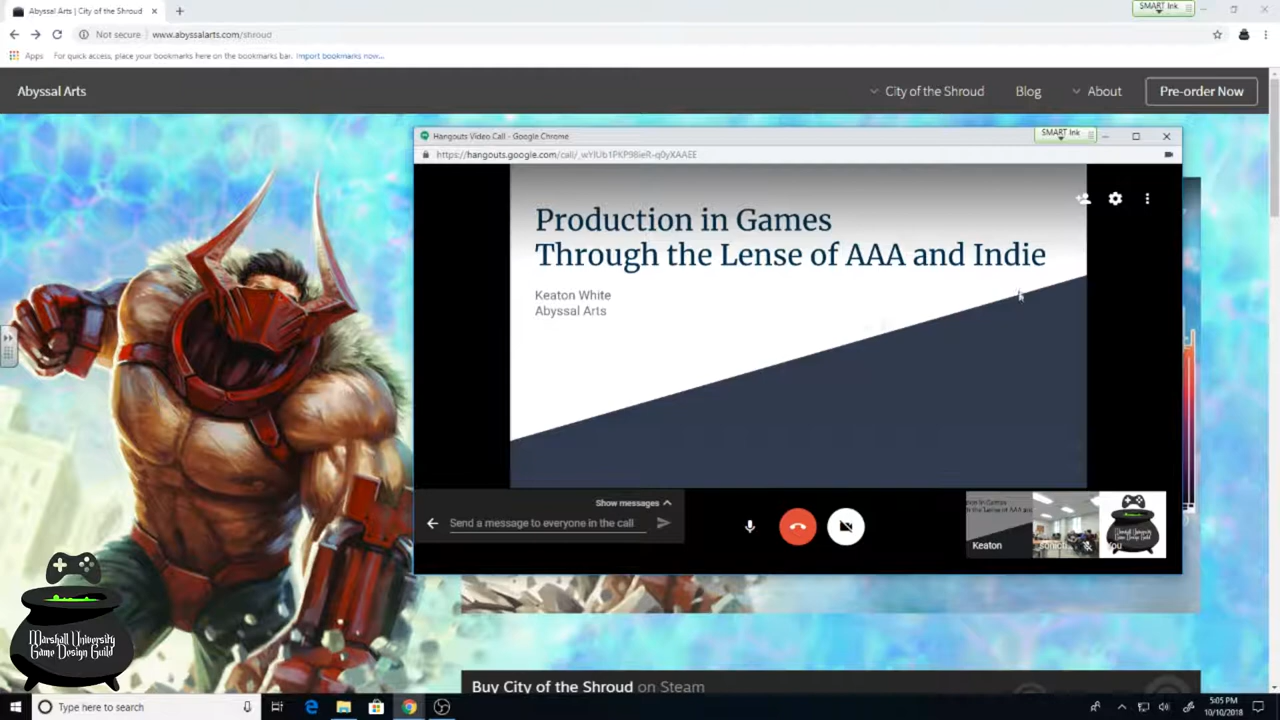 Abyssal Arts | City of the Shroud
SMART Ink
Not secure
www.abyssalarts.com/shroud
Apps
For quick access, place your bookmarks here on the bookmarks bar. Import bookmarks now...
Abyssal Arts
City of the Shroud
Blog
About
Pre-order Now
Hangouts Video Call - Google Chrome
SMART Ink
Production in Games
Through the Lense of AAA and Indie
Keaton White
Abyssal Arts
Show messages
Send a message to everyone in the call
Keaton
You
Marshall University
Game Design Guild
Buy City of the Shroud on Steam
Type here to search
5:05 PM
10/10/2018